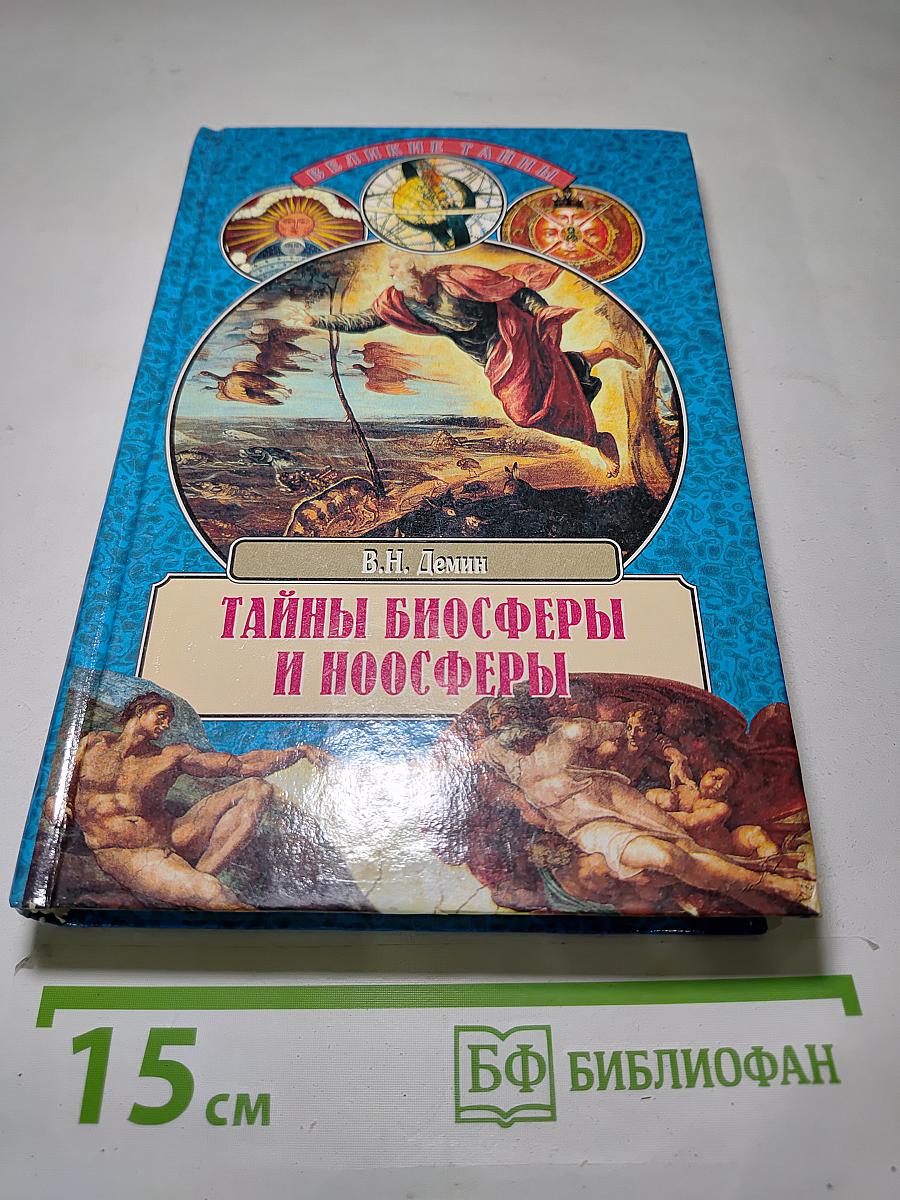 ВЕЛИКИЕ ТАЙНЫ
В.Н. Демин
ТАЙНЫ БИОСФЕРЫ
И НООСФЕРЫ
15 см
БФ БИБЛИОФАН